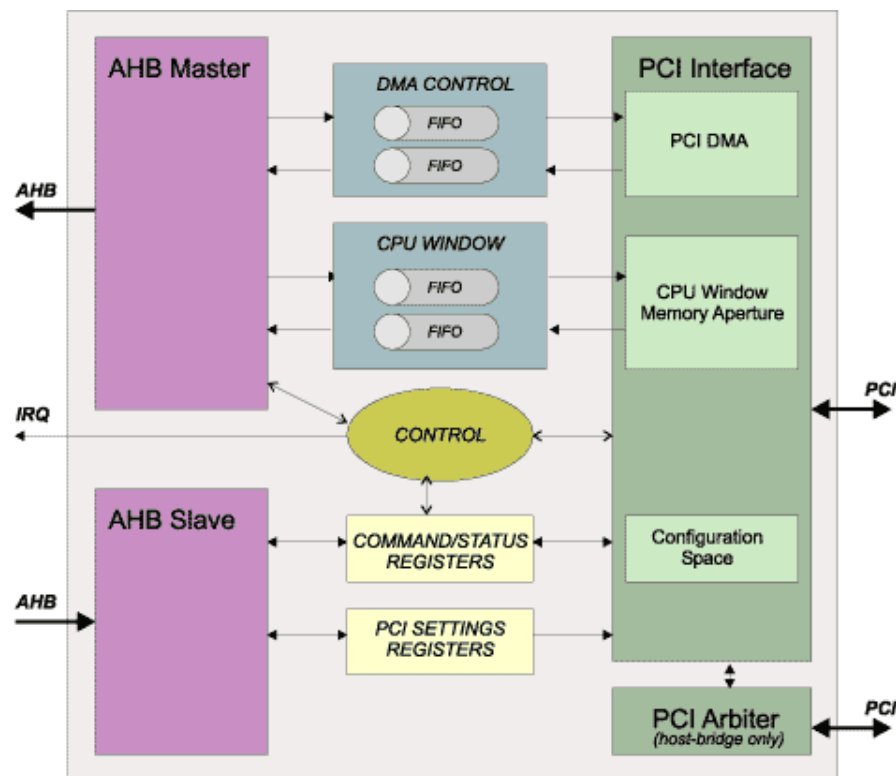 AHB Master
DMA CONTROL
FIFO
FIFO
PCI Interface
PCI DMA
AHB
CPU WINDOW
FIFO
FIFO
CPU Window
Memory Aperture
PCI
IRQ
CONTROL
AHB Slave
COMMAND/STATUS
REGISTERS
Configuration
Space
AHB
PCI SETTINGS
REGISTERS
PCI Arbiter
(host-bridge only)
PCI